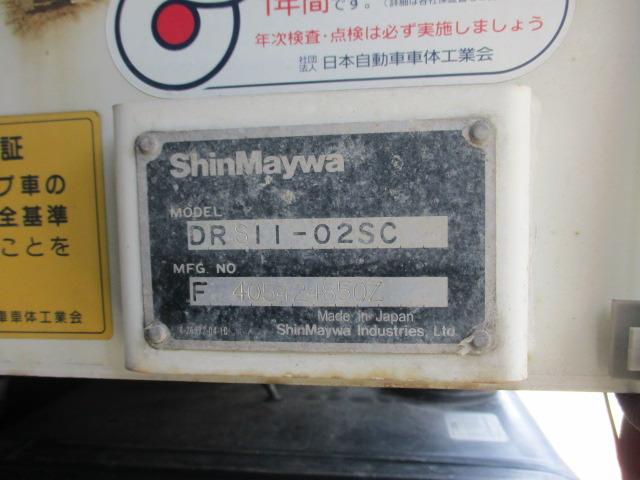 1年間です。
年次検査・点検は必ず実施しましょう
社団法人 日本自動車車体工業会
証
プ車の
全基準
ことを
車車体工業会
ShinMaywa
MODEL
DRS11-02SC
MFG. NO
F
Made in Japan
ShinMaywa Industries, Ltd